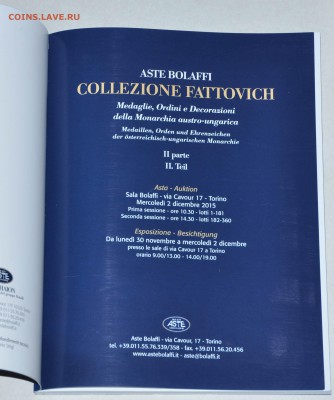 COINS.LAVE.RU
ASTE BOLAFFI
COLLEZIONE FATTOVICH
Medaglie, Ordini e Decorazioni
della Monarchia austro-ungarica
Medaillen, Orden und Ehrenzeichen
der österreichisch-ungarischen Monarchie
II parte
II. Teil
Asta - Auktion
Sala Bolaffi - via Cavour 17 - Torino
Mercoledì 2 dicembre 2015
Prima sessione - ore 10.30 - lotti 1-181
Seconda sessione - ore 14.30 - lotti 182-360
Esposizione - Besichtigung
Da lunedì 30 novembre a mercoledì 2 dicembre
presso le sale di via Cavour 17 a Torino
orario 9.00/13.00 - 14.00/19.00
ASTE
Aste Bolaffi - via Cavour, 17 - Torino
tel. +39.011.55.76.339/358 - fax. +39.011.56.20.456
www.astebolaffi.it - aste@bolaffi.it
ASTE